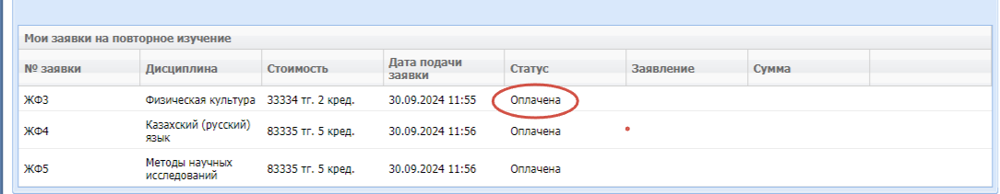 Мои заявки на повторное изучение
№ заявки Дисциплина Стоимость Дата подачи заявки Статус Заявление Сумма
ЖФ3 Физическая культура 33334 тг. 2 кред. 30.09.2024 11:55 Оплачена
ЖФ4 Казахский (русский) язык 83335 тг. 5 кред. 30.09.2024 11:56 Оплачена
ЖФ5 Методы научных исследований 83335 тг. 5 кред. 30.09.2024 11:56 Оплачена